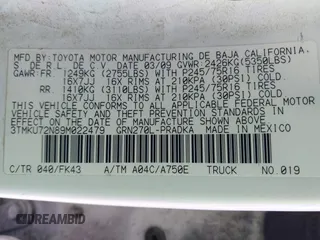 MFD. BY: TOYOTA MOTOR MANUFACTURING DE BAJA CALIFORNIA.
S. DE R.L. DE C.V. DATE: 03/09 GVWR: 2426KG(5350LBS)
GAWR:FR. 1249KG (2755LBS) WITH P245/75R16 TIRES
16X7JJ RIMS AT 210KPA (30PSI) COLD
RR. 1410KG (3110LBS) WITH P245/75R16 TIRES
16X7JJ RIMS AT 210KPA (30PSI) COLD
THIS VEHICLE CONFORMS TO ALL APPLICABLE FEDERAL MOTOR
VEHICLE SAFETY, BUMPER, AND THEFT PREVENTION STANDARDS
IN EFFECT ON THE DATE OF MANUFACTURE SHOWN ABOVE.
3TMKU72N89M022479 GRN270L-PRADKA MADE IN MEXICO
C/TR 040/FK43 A/TM A04C/A750E TRUCK NO.019
AUTOBIDMASTER